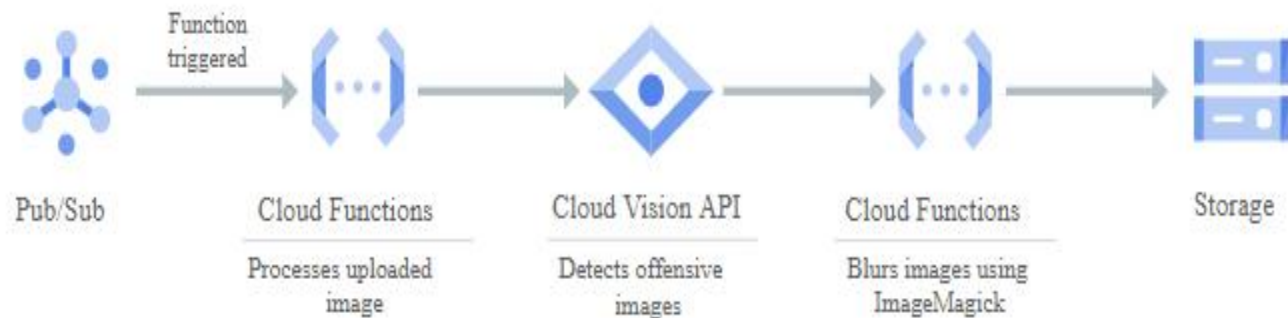 Function
triggered
Pub/Sub
Cloud Functions
Cloud Vision API
Cloud Functions
Storage
Processes uploaded
image
Detects offensive
images
Blurs images using
ImageMagick